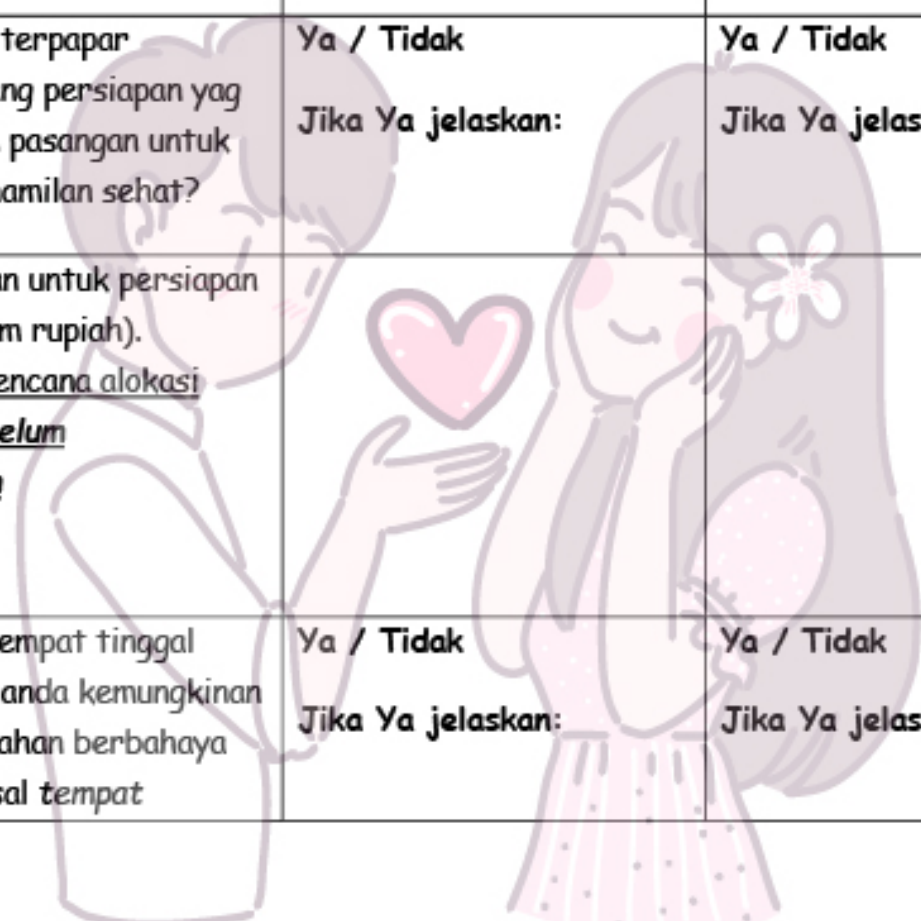 terpapar
ng persiapan yag
pasangan untuk
amilan sehat?
Ya / Tidak
Jika Ya jelaskan:
Ya / Tidak
Jika Ya jelas
an untuk persiapan
m rupiah).
encana alokasi
elum
!
empat tinggal
anda kemungkinan
ahan berbahaya
sal tempat
Ya / Tidak
Jika Ya jelaskan:
Ya / Tidak
Jika Ya jelas